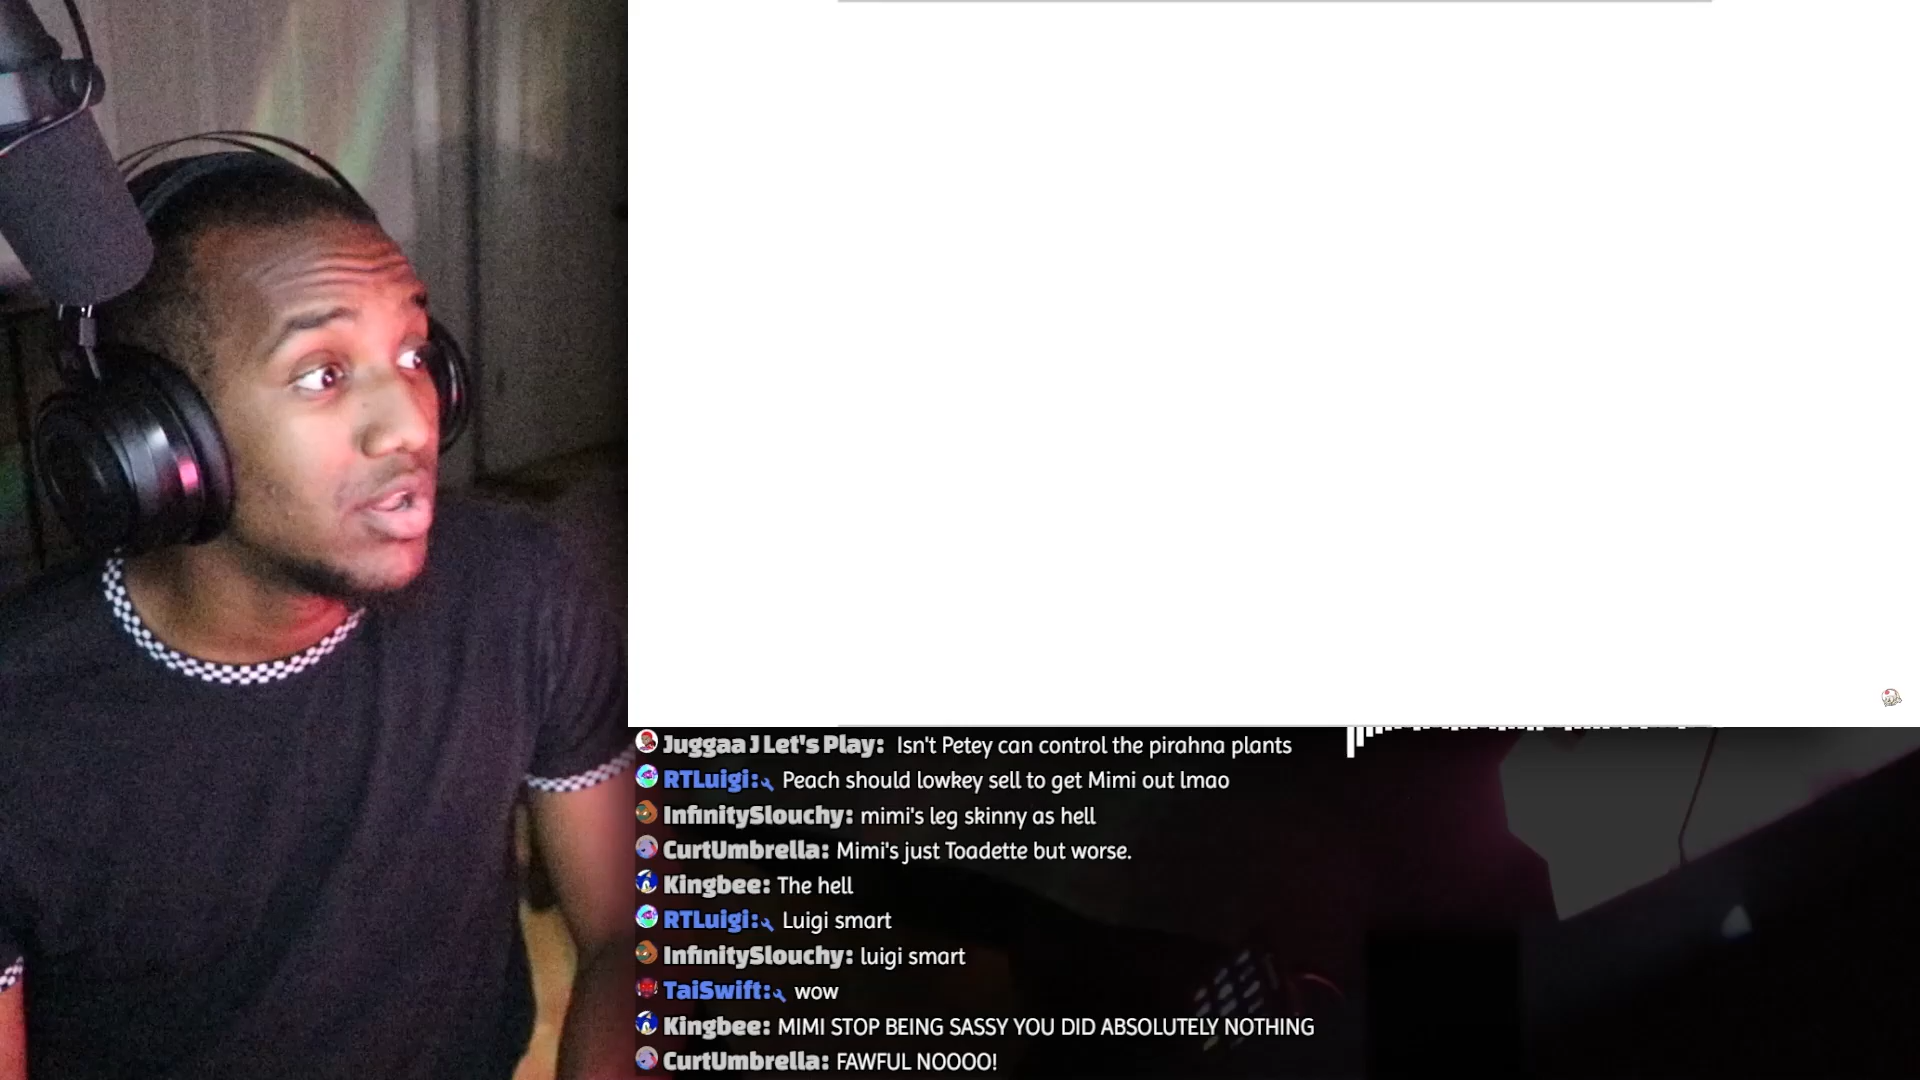 Juggaa J Let's Play: Isn't Petey can control the pirahna plants
RTLuigi: Peach should lowkey sell to get Mimi out lmao
InfinitySlouchy: mimi's leg skinny as hell
CurtUmbrella: Mimi's just Toadette but worse.
Kingbee: The hell
RTLuigi: Luigi smart
InfinitySlouchy: luigi smart
TaiSwift: wow
Kingbee: MIMI STOP BEING SASSY YOU DID ABSOLUTELY NOTHING
CurtUmbrella: FAWFUL NOOOO!